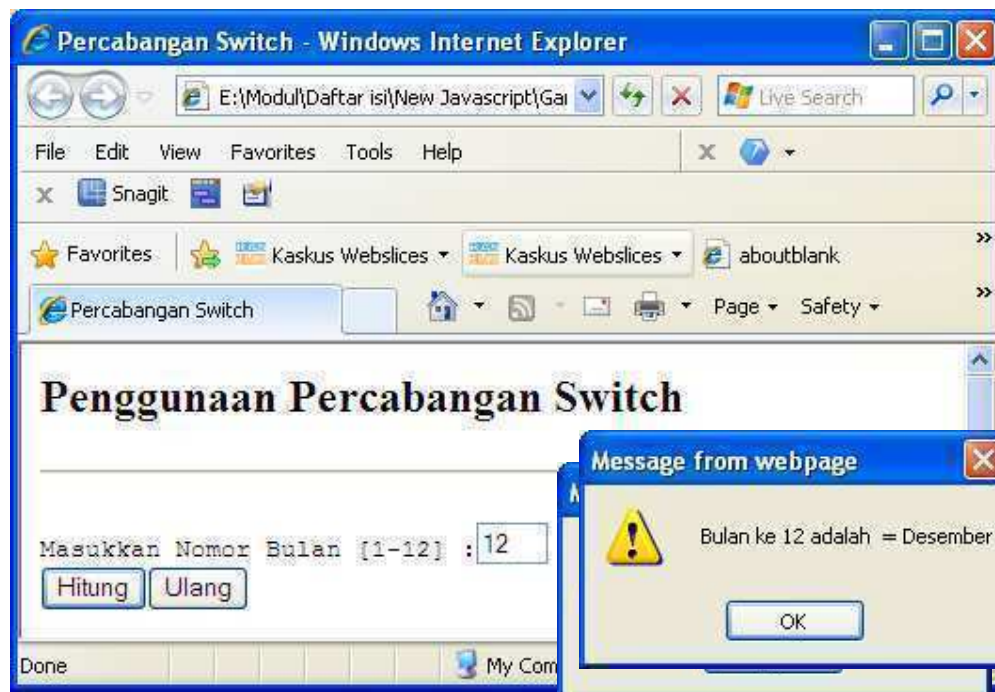 Percabangan Switch - Windows Internet Explorer
E:\Modul\Daftar isi\New Javascript\Gai
Live Search
File Edit View Favorites Tools Help
x
x Snagit
Favorites Kaskus Webslices Kaskus Webslices aboutblank »
Percabangan Switch Page Safety »
Penggunaan Percabangan Switch
Message from webpage
Bulan ke 12 adalah = Desember
Masukkan Nomor Bulan [1-12] :12
Hitung Ulang
OK
Done My Com